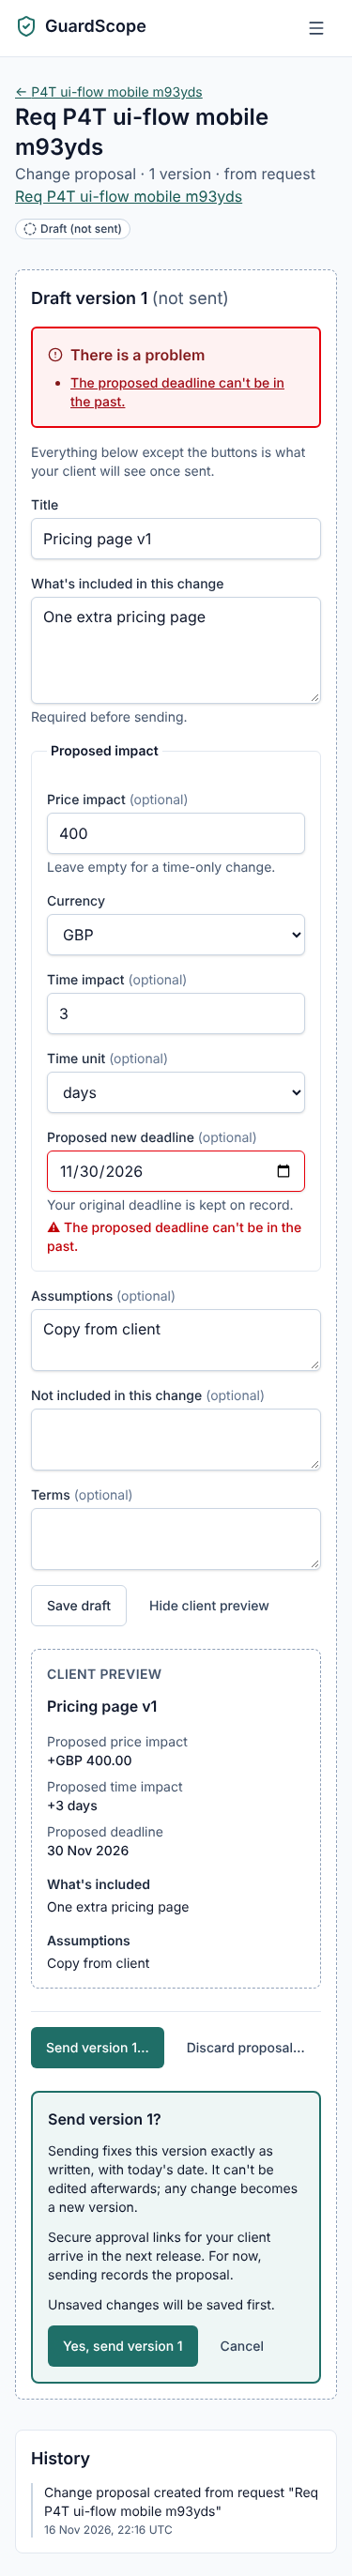 GuardScope
← P4T ui-flow mobile m93yds
Req P4T ui-flow mobile
m93yds
Change proposal · 1 version · from request
Req P4T ui-flow mobile m93yds
Draft (not sent)
Draft version 1 (not sent)
There is a problem
• The proposed deadline can't be in
the past.
Everything below except the buttons is what
your client will see once sent.
Title
Pricing page v1
What's included in this change
One extra pricing page
Required before sending.
Proposed impact
Price impact (optional)
400
Leave empty for a time-only change.
Currency
GBP
Time impact (optional)
3
Time unit (optional)
days
Proposed new deadline (optional)
11/30/2026
Your original deadline is kept on record.
The proposed deadline can't be in the
past.
Assumptions (optional)
Copy from client
Not included in this change (optional)
Terms (optional)
Save draft Hide client preview
CLIENT PREVIEW
Pricing page v1
Proposed price impact
+GBP 400.00
Proposed time impact
+3 days
Proposed deadline
30 Nov 2026
What's included
One extra pricing page
Assumptions
Copy from client
Send version 1... Discard proposal...
Send version 1?
Sending fixes this version exactly as
written, with today's date. It can't be
edited afterwards; any change becomes
a new version.
Secure approval links for your client
arrive in the next release. For now,
sending records the proposal.
Unsaved changes will be saved first.
Yes, send version 1 Cancel
History
Change proposal created from request "Req
P4T ui-flow mobile m93yds"
16 Nov 2026, 22:16 UTC